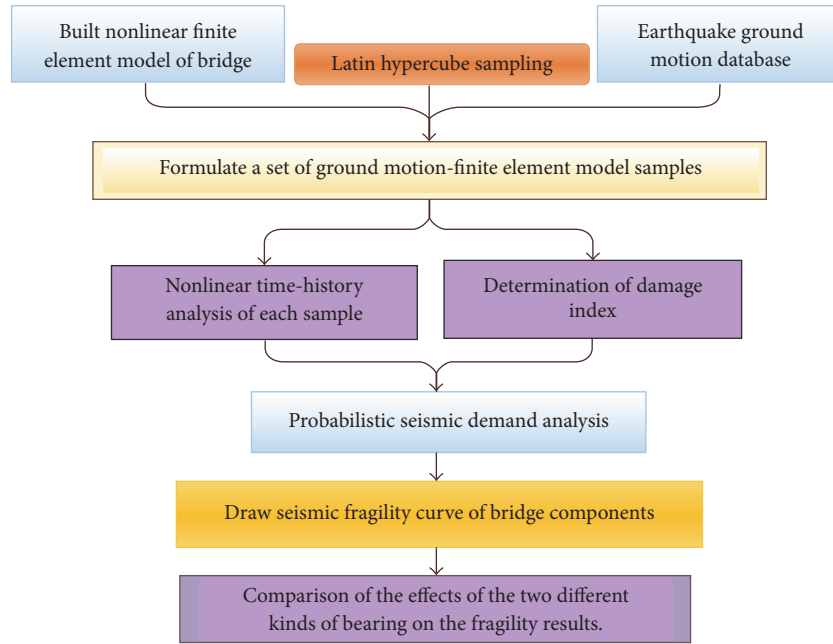 Built nonlinear finite
element model of bridge
Latin hypercube sampling
Earthquake ground
motion database
Formulate a set of ground motion-finite element model samples
Nonlinear time-history
analysis of each sample
Determination of damage
index
Probabilistic seismic demand analysis
Draw seismic fragility curve of bridge components
Comparison of the effects of the two different
kinds of bearing on the fragility results.